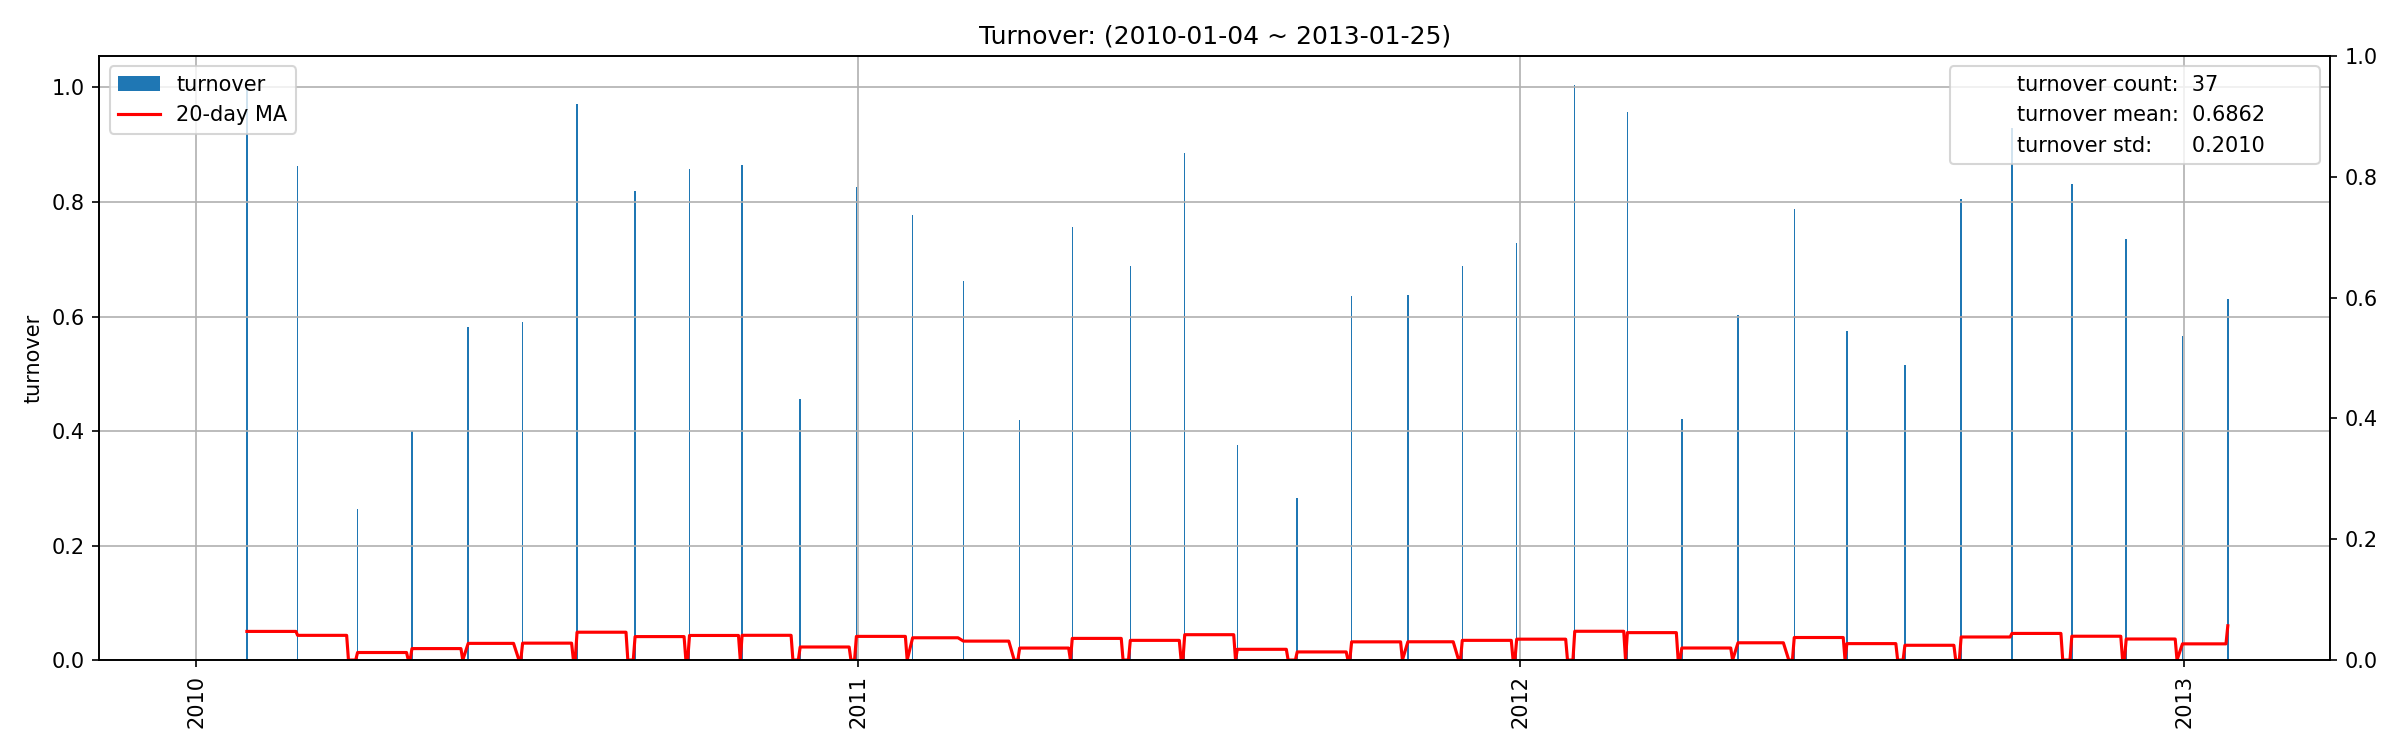 Turnover: (2010-01-04 ~ 2013-01-25)
turnover
20-day MA
turnover count: 37
turnover mean: 0.6862
turnover std: 0.2010
turnover
1.0
0.8
0.6
0.4
0.2
0.0
1.0
0.8
0.6
0.4
0.2
0.0
2010
2011
2012
2013